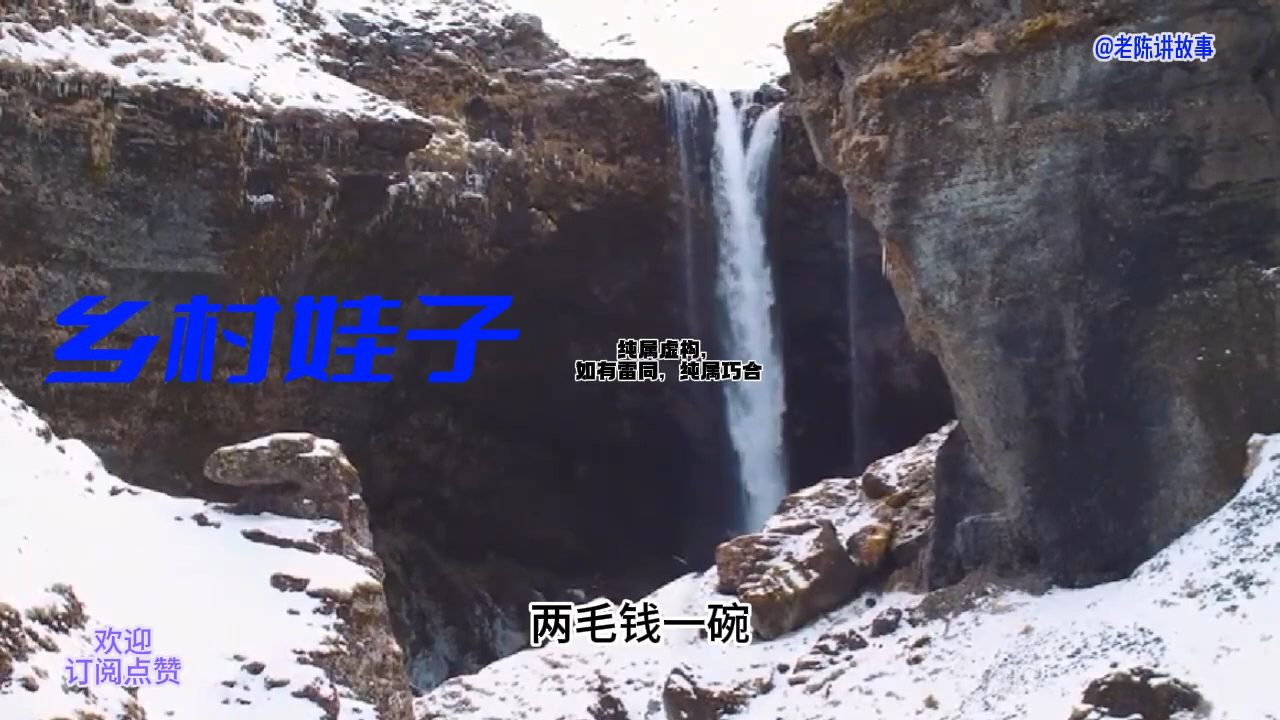 @老陈讲故事
乡村娃子
纯属虚构,
如有雷同，纯属巧合
两毛钱一碗
欢迎
订阅点赞